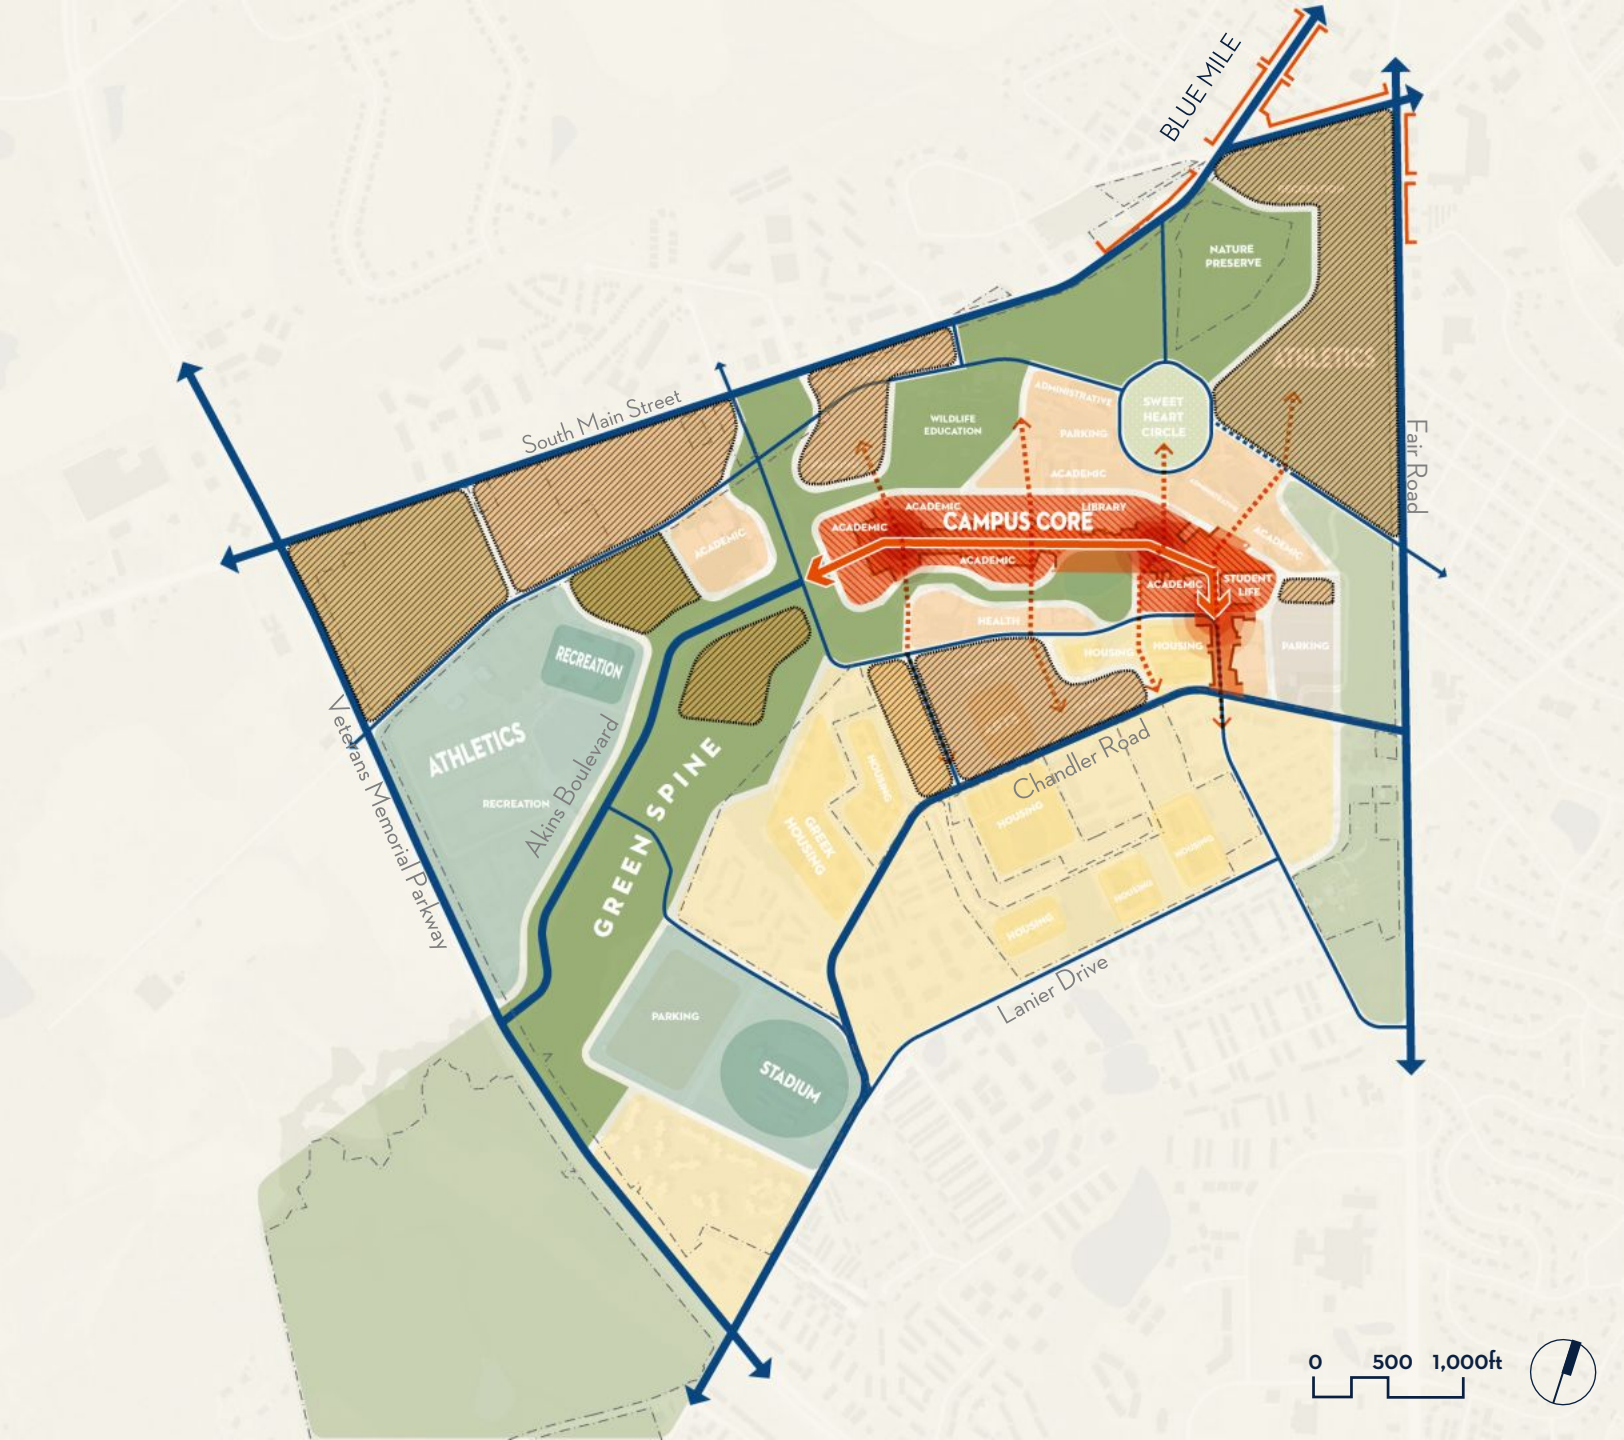 BLUE MILE
NATURE
PRESERVE
ATHLETICS
South Main Street
Fair Road
ADMINISTRATIVE
SWEET
HEART
CIRCLE
WILDLIFE
EDUCATION
PARKING
ACADEMIC
ADMINISTRATIVE
ACADEMIC
LIBRARY
CAMPUS CORE
ACADEMIC
ACADEMIC
ACADEMIC
ACADEMIC
ACADEMIC
STUDENT
LIFE
HEALTH
HOUSING
HOUSING
PARKING
RECREATION
ATHLETICS
RECREATION
Veterans Memorial Parkway
Akins Boulevard
GREEN SPINE
HOUSING
GREEK
HOUSING
Chandler Road
HOUSING
HOUSING
HOUSING
HOUSING
Lanier Drive
PARKING
STADIUM
0 500 1,000ft